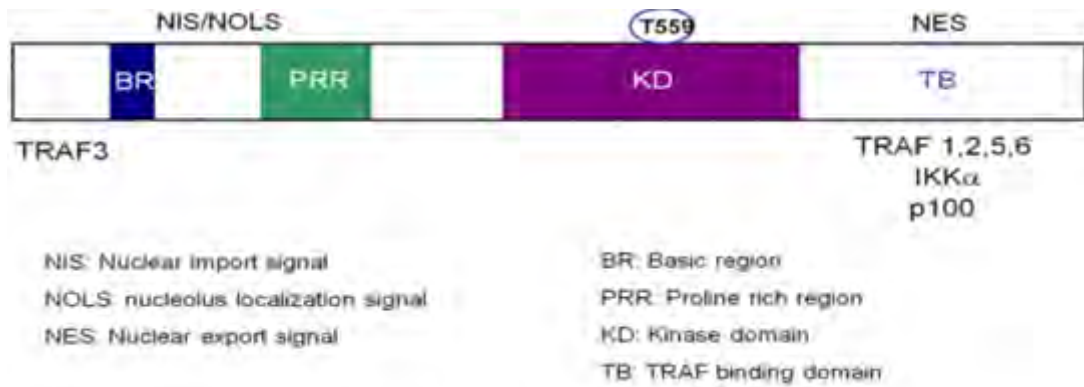 NIS/NOLS T559 NES
BR PRR KD TB
TRAF3 TRAF 1,2,5,6
IKKα
p100
NIS: Nuclear import signal
NOLS: nucleolus localization signal
NES: Nuclear export signal
BR: Basic region
PRR: Proline rich region
KD: Kinase domain
TB: TRAF binding domain